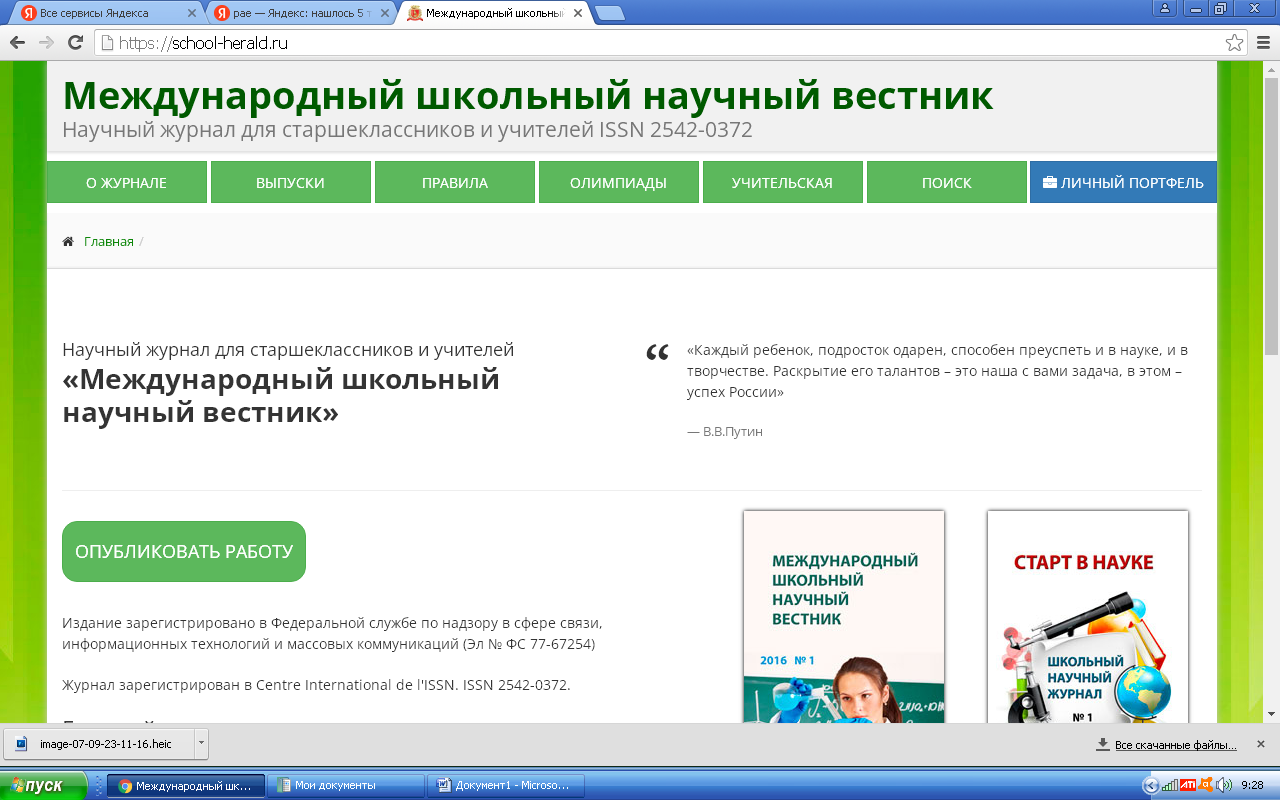 Все сервисы Яндекса
рае — Яндекс: нашлось 5 т
Международный школьный
https://school-herald.ru
Международный школьный научный вестник
Научный журнал для старшеклассников и учителей ISSN 2542-0372
О ЖУРНАЛЕ
ВЫПУСКИ
ПРАВИЛА
ОЛИМПИАДЫ
УЧИТЕЛЬСКАЯ
ПОИСК
ЛИЧНЫЙ ПОРТФЕЛЬ
Главная /
Научный журнал для старшеклассников и учителей
«Международный школьный
научный вестник»
“ «Каждый ребенок, подросток одарен, способен преуспеть и в науке, и в
творчестве. Раскрытие его талантов – это наша с вами задача, в этом –
успех России»
— В.В.Путин
ОПУБЛИКОВАТЬ РАБОТУ
Издание зарегистрировано в Федеральной службе по надзору в сфере связи,
информационных технологий и массовых коммуникаций (Эл № ФС 77-67254)
Журнал зарегистрирован в Centre International de l'ISSN. ISSN 2542-0372.
МЕЖДУНАРОДНЫЙ
ШКОЛЬНЫЙ
НАУЧНЫЙ
ВЕСТНИК
2016 № 1
СТАРТ В НАУКЕ
ШКОЛЬНЫЙ
НАУЧНЫЙ
ЖУРНАЛ
№ 1
image-07-09-23-11-16.heic
Все скачанные файлы...
пуск
Международный шк...
Мои документы
Документ1 - Microso...
ATI
9:28